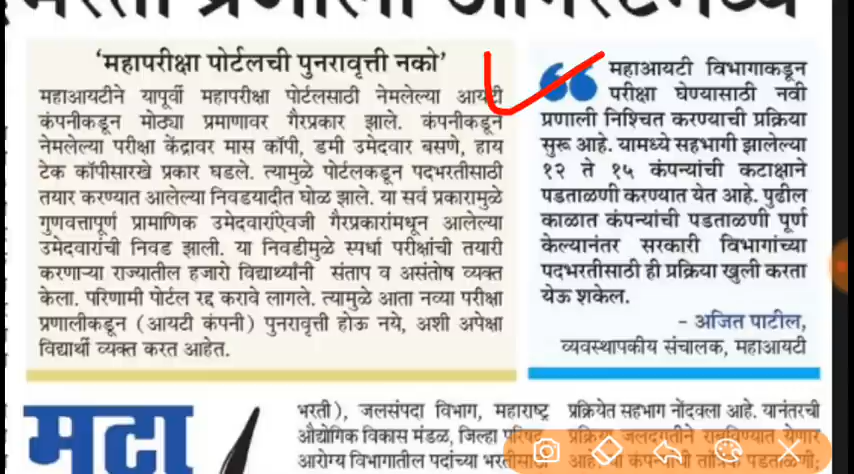 'महापरीक्षा पोर्टलची पुनरावृत्ती नको'
महाआयटीने यापूर्वी महापरीक्षा पोर्टलसाठी नेमलेल्या आयटी
कंपनीकडून मोठ्या प्रमाणावर गैरप्रकार झाले. कंपनीकडून
नेमलेल्या परीक्षा केंद्रावर मास कॉपी, डमी उमेदवार बसणे, हाय
टेक कॉपीसारखे प्रकार घडले. त्यामुळे पोर्टलकडून पदभरतीसाठी
तयार करण्यात आलेल्या निवडयादीत घोळ झाले. या सर्व प्रकारामुळे
गुणवत्तापूर्ण प्रामाणिक उमेदवारांऐवजी गैरप्रकारांमधून आलेल्या
उमेदवारांची निवड झाली. या निवडीमुळे स्पर्धा परीक्षांची तयारी
करणाऱ्या राज्यातील हजारो विद्यार्थ्यांनी संताप व असंतोष व्यक्त
केला. परिणामी पोर्टल रद्द करावे लागले. त्यामुळे आता नव्या परीक्षा
प्रणालीकडून (आयटी कंपनी) पुनरावृत्ती होऊ नये, अशी अपेक्षा
विद्यार्थी व्यक्त करत आहेत.
महाआयटी विभागाकडून
परीक्षा घेण्यासाठी नवी
प्रणाली निश्चित करण्याची प्रक्रिया
सुरू आहे. यामध्ये सहभागी झालेल्या
१२ ते १५ कंपन्यांची कटाक्षाने
पडताळणी करण्यात येत आहे. पुढील
काळात कंपन्यांची पडताळणी पूर्ण
केल्यानंतर सरकारी विभागांच्या
पदभरतीसाठी ही प्रक्रिया खुली करता
येऊ शकेल.
- अजित पाटील,
व्यवस्थापकीय संचालक, महाआयटी
मटा
भरती), जलसंपदा विभाग, महाराष्ट्र
औद्योगिक विकास मंडळ, जिल्हा परिषद
आरोग्य विभागातील पदांच्या भरतीसाठी
प्रक्रियेत सहभाग नोंदवला आहे. यानंतरची
प्रक्रिया जलदगतीने राबविण्यात येणार